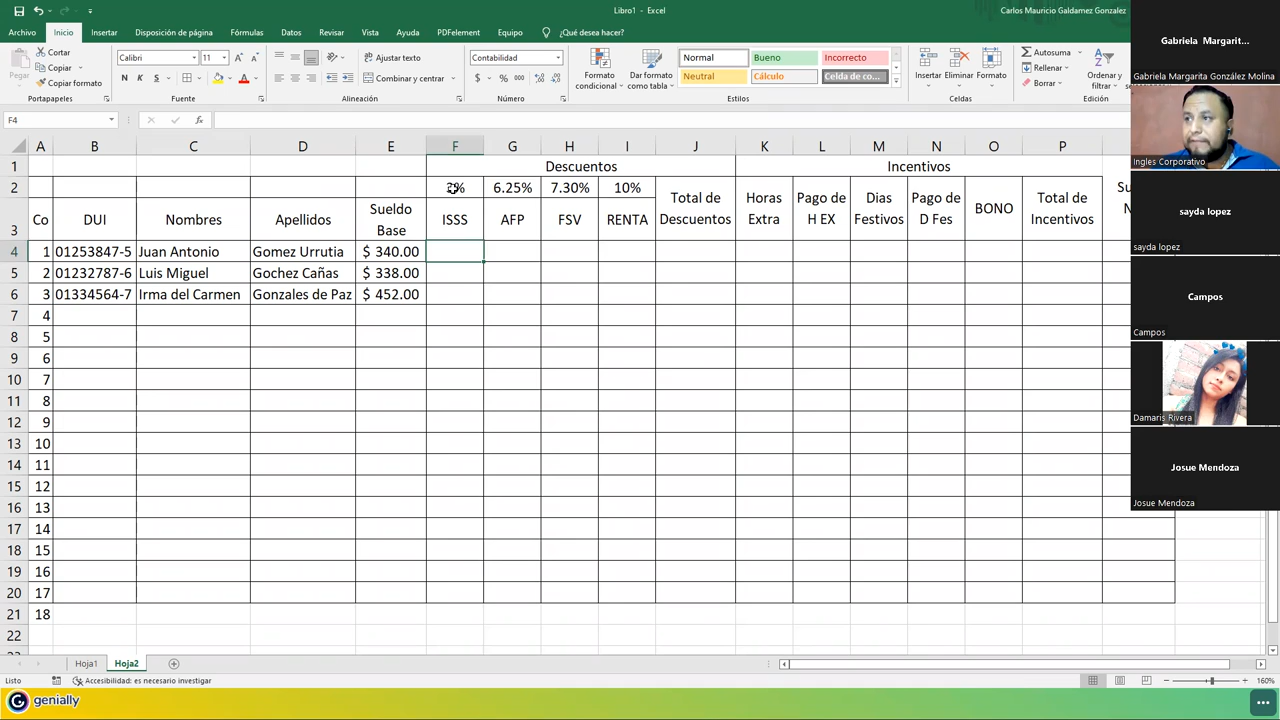 Libro1 - Excel
Carlos Mauricio Galdamez Gonzalez
Archivo Inicio Insertar Disposición de página Fórmulas Datos Revisar Vista Ayuda PDFelement Equipo ¿Qué desea hacer?
Pegar
Cortar
Copiar
Copiar formato
Portapapeles
Calibri 11
N K S
Fuente
Ajustar texto
Combinar y centrar
Alineación
Contabilidad
$ % 000
Número
Formato condicional
Dar formato como tabla
Normal Bueno Incorrecto
Neutral Cálculo Celda de co...
Estilos
Insertar Eliminar Formato
Celdas
Autosuma
Rellenar
Borrar
Ordenar y filtrar
Edición
F4
fx
A B C D E F G H I J K L M N O P
1 Descuentos Incentivos
2 6.25% 7.30% 10% Total de Descuentos Horas Extra Pago de H EX Dias Festivos Pago de D Fes BONO Total de Incentivos
3 Co DUI Nombres Apellidos Sueldo Base ISSS AFP FSV RENTA
4 1 01253847-5 Juan Antonio Gomez Urrutia $ 340.00
5 2 01232787-6 Luis Miguel Gochez Cañas $ 338.00
6 3 01334564-7 Irma del Carmen Gonzales de Paz $ 452.00
7 4
8 5
9 6
10 7
11 8
12 9
13 10
14 11
15 12
16 13
17 14
18 15
19 16
20 17
21 18
22
Hoja1 Hoja2
Listo Accesibilidad: es necesario investigar 160%
genially
Gabriela Margarit...
Gabriela Margarita González Molina
Ingles Corporativo
sayda lopez
sayda lopez
Campos
Campos
Damaris Rivera
Josue Mendoza
Josue Mendoza